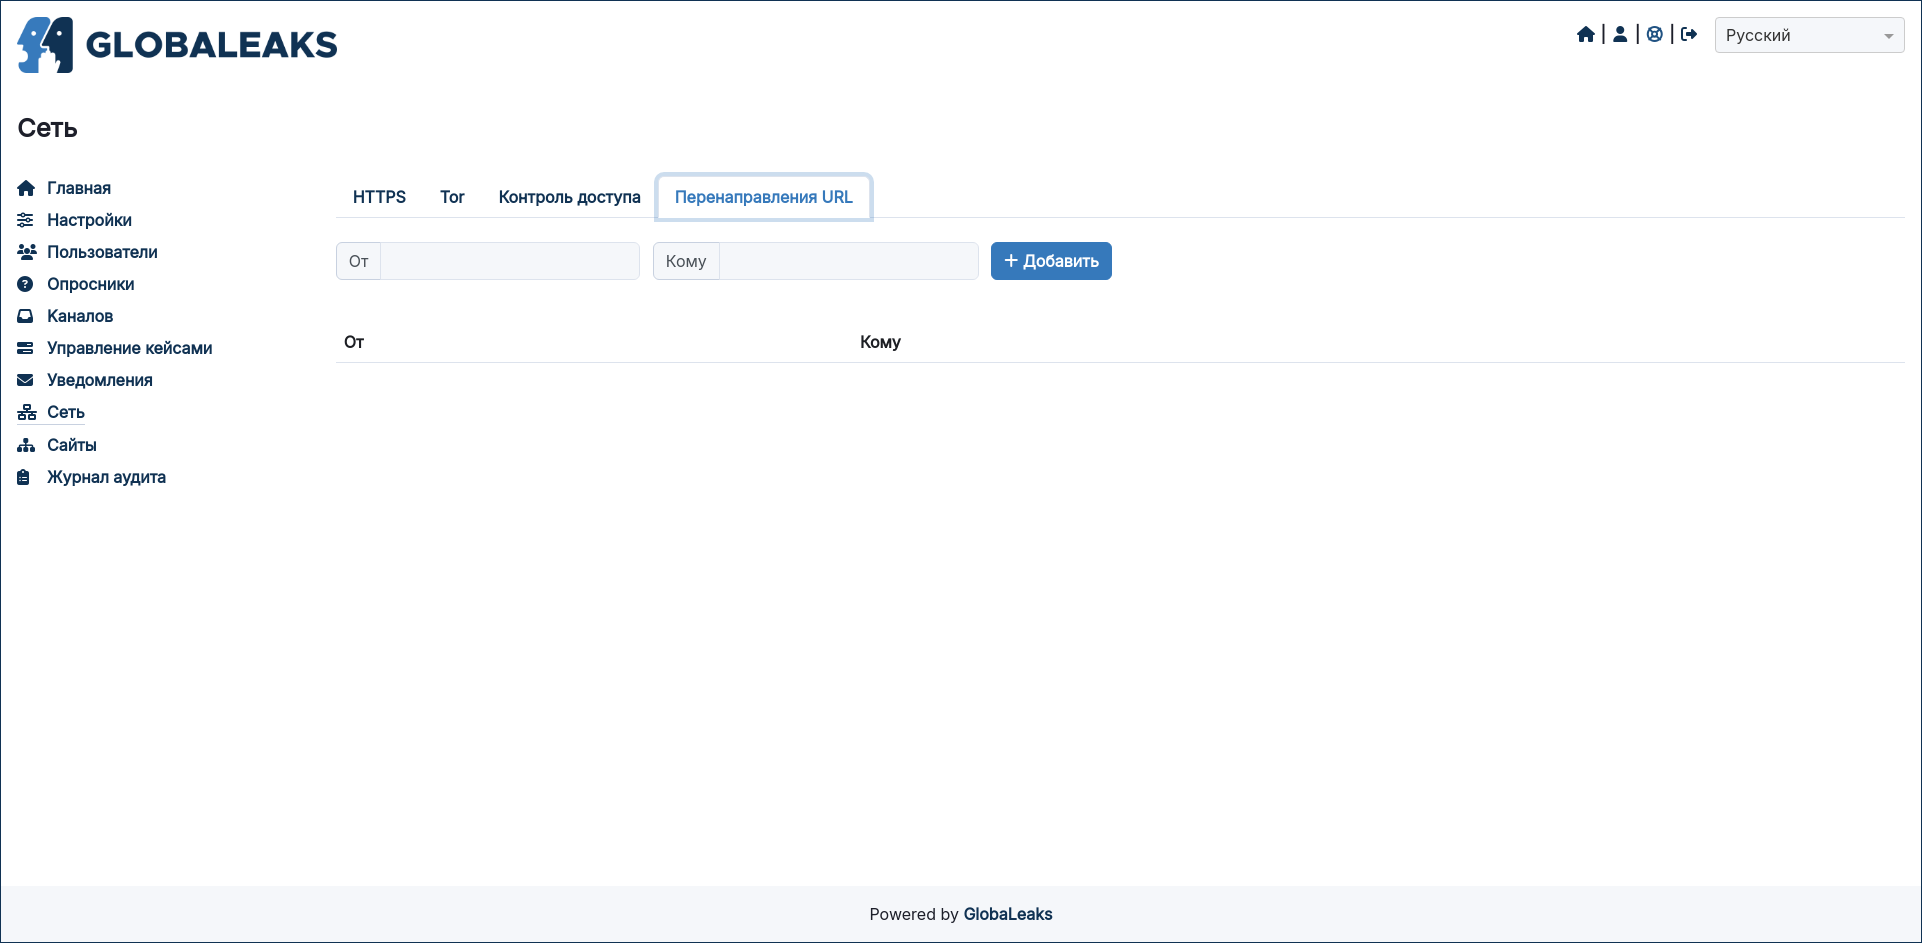 GLOBALEAKS
Русский
Сеть
Главная
Настройки
Пользователи
Опросники
Каналов
Управление кейсами
Уведомления
Сеть
Сайты
Журнал аудита
HTTPS Tor Контроль доступа Перенаправления URL
От Кому Добавить
От Кому
Powered by GlobaLeaks